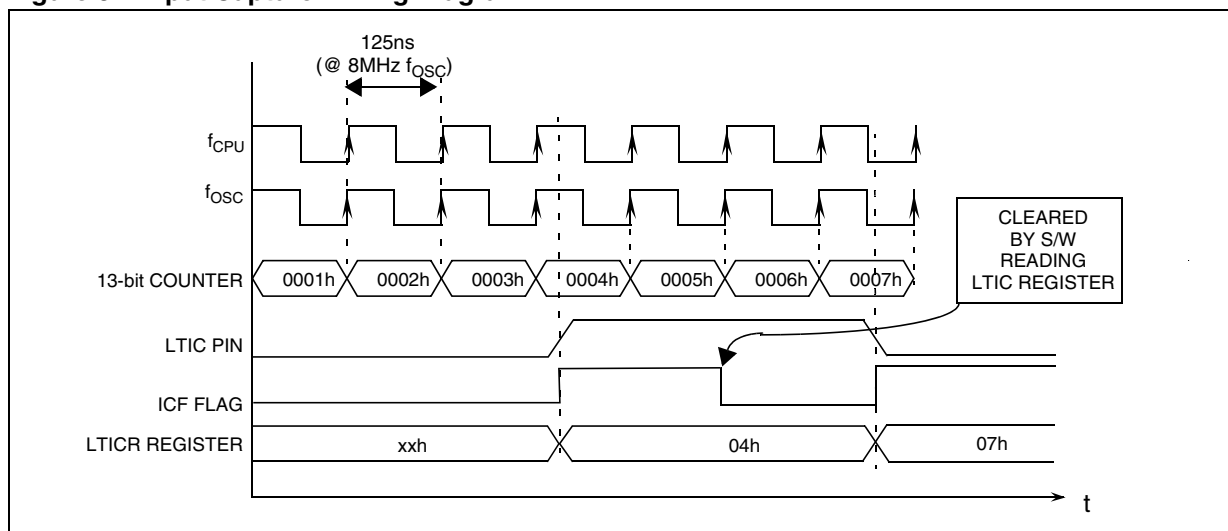 125ns
(@ 8MHz fOSC)
fCPU
fOSC
CLEARED
BY S/W
READING
LTIC REGISTER
13-bit COUNTER
0001h 0002h 0003h 0004h 0005h 0006h 0007h
LTIC PIN
ICF FLAG
LTICR REGISTER
xxh 04h 07h
t